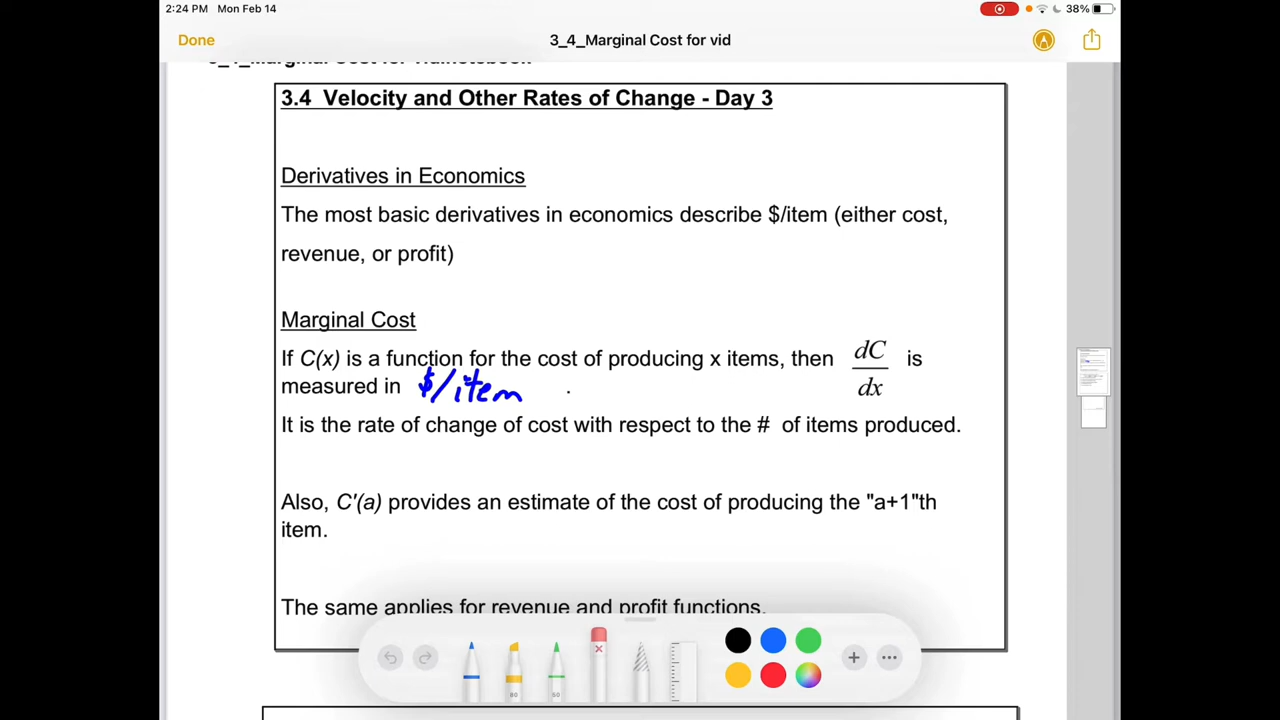 2:24 PM Mon Feb 14
38%
Done
3_4_Marginal Cost for vid
3.4 Velocity and Other Rates of Change - Day 3
Derivatives in Economics
The most basic derivatives in economics describe $/item (either cost,
revenue, or profit)
Marginal Cost
If C(x) is a function for the cost of producing x items, then dC/dx is
measured in $/item .
It is the rate of change of cost with respect to the # of items produced.
Also, C'(a) provides an estimate of the cost of producing the "a+1"th
item.
The same applies for revenue and profit functions.
80
50